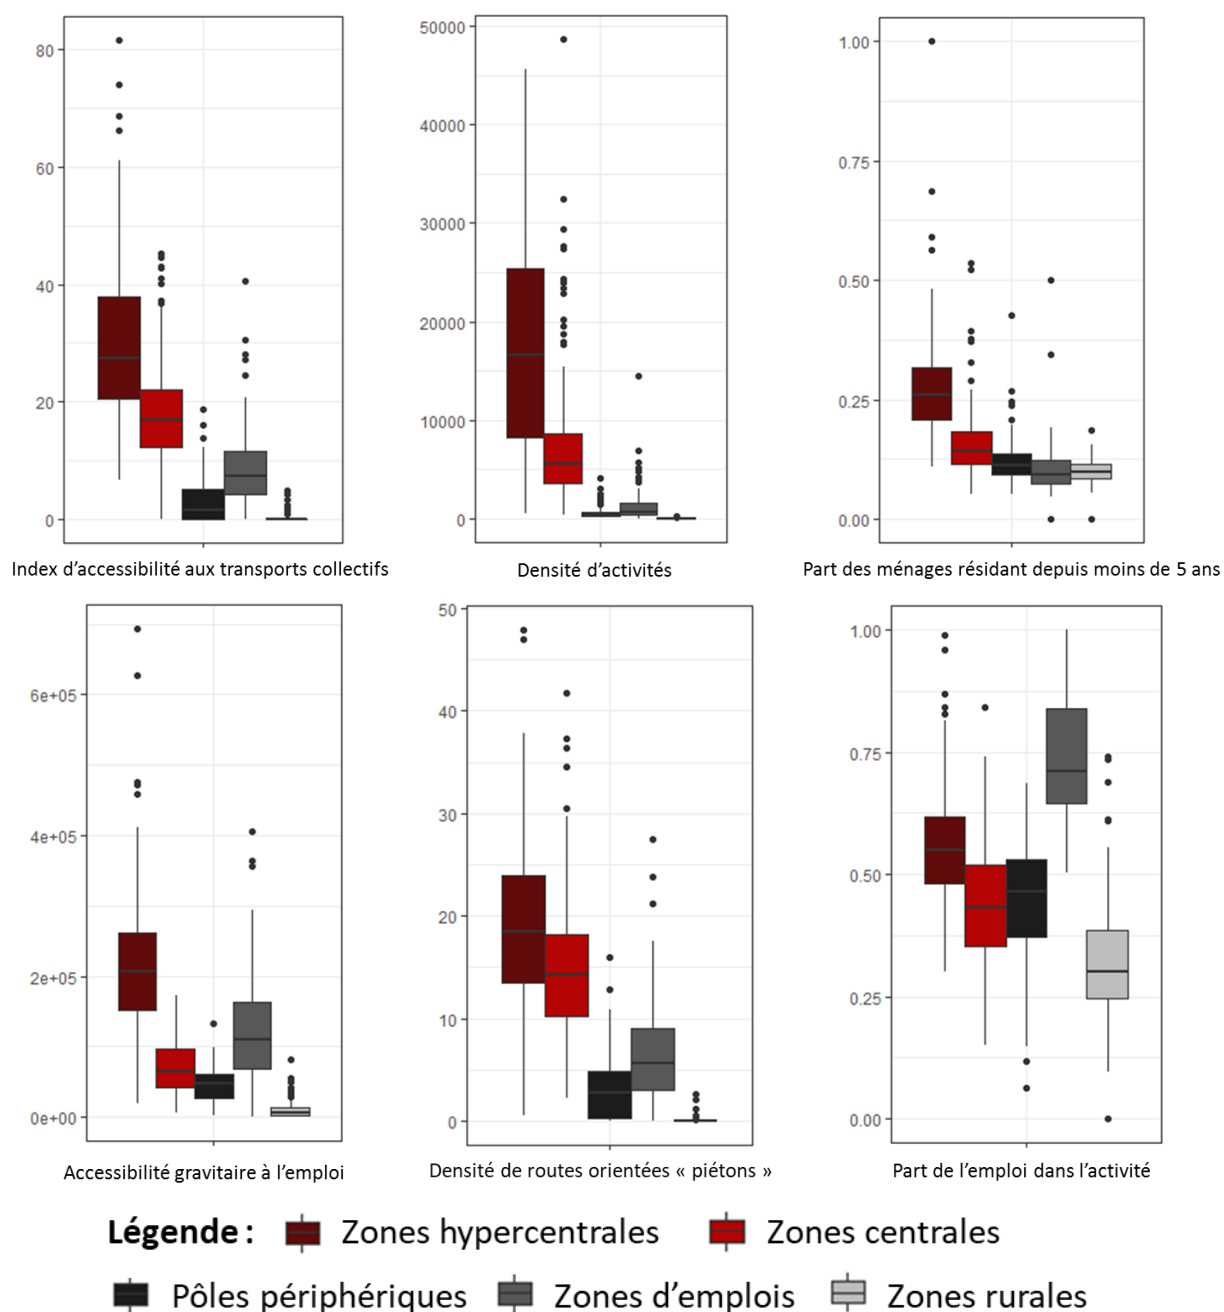 80
60
40
20
0
Index d’accessibilité aux transports collectifs
50000
40000
30000
20000
10000
0
Densité d’activités
1.00
0.75
0.50
0.25
0.00
Part des ménages résidant depuis moins de 5 ans
6e+05
4e+05
2e+05
0e+00
Accessibilité gravitaire à l’emploi
50
40
30
20
10
0
Densité de routes orientées « piétons »
1.00
0.75
0.50
0.25
0.00
Part de l’emploi dans l’activité
Légende : Zones hypercentrales Zones centrales
Pôles périphériques Zones d’emplois Zones rurales